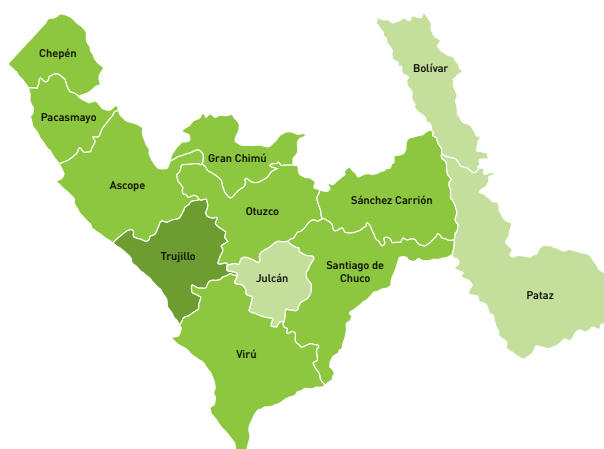 Chepén
Bolívar
Pacasmayo
Gran Chimú
Ascope
Sánchez Carrión
Otuzco
Trujillo
Santiago de
Chuco
Julcán
Pataz
Virú